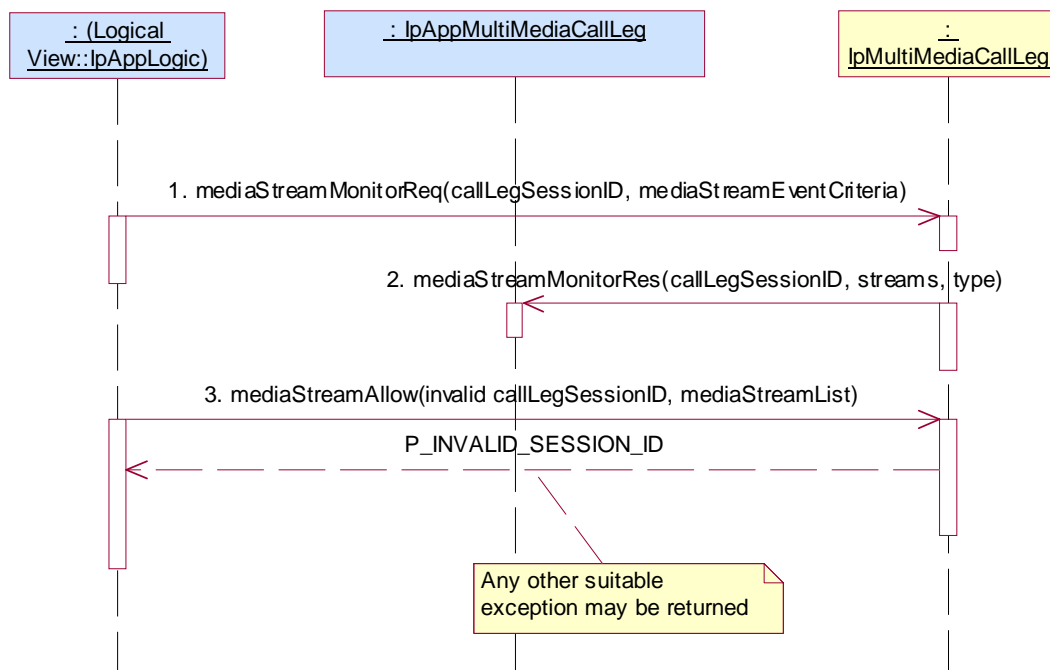 : (Logical
View::IpAppLogic)
: IpAppMultiMediaCallLeg
:
IpMultiMediaCallLeg
1. mediaStreamMonitorReq(callLegSessionID, mediaStreamEventCriteria)
2. mediaStreamMonitorRes(callLegSessionID, streams, type)
3. mediaStreamAllow(invalid callLegSessionID, mediaStreamList)
P_INVALID_SESSION_ID
Any other suitable
exception may be returned